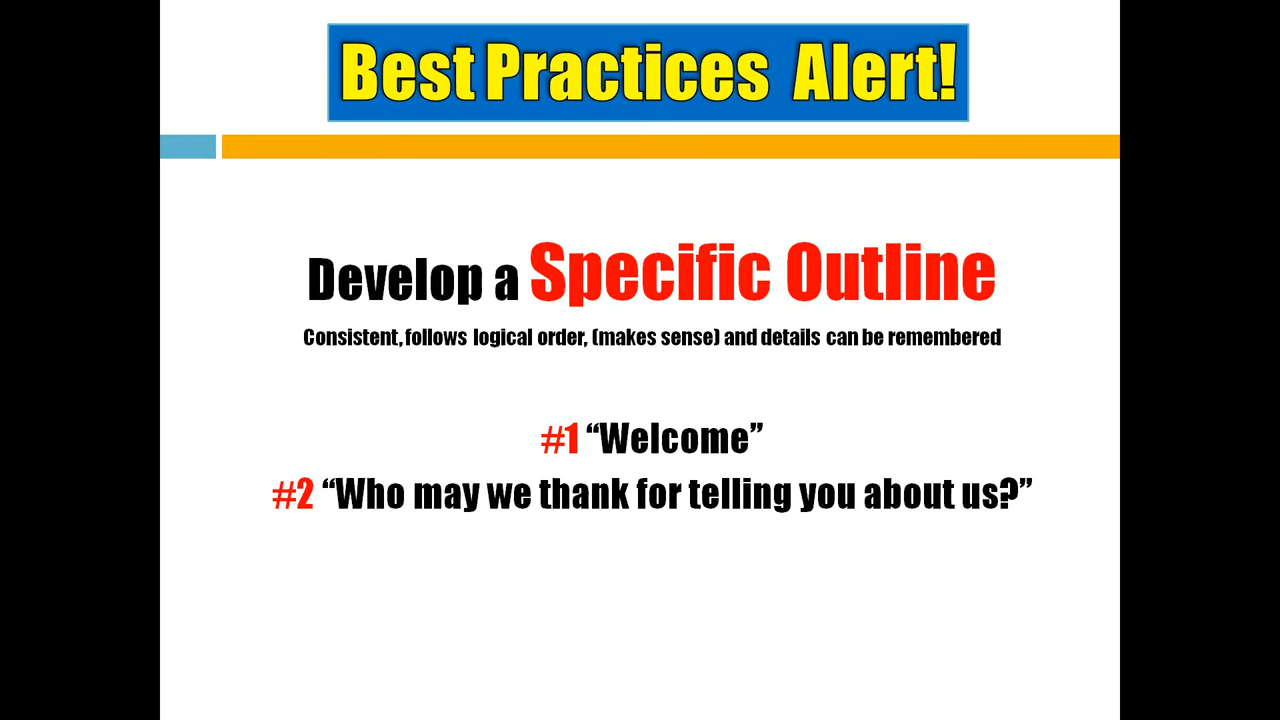 Best Practices Alert!
Develop a Specific Outline
Consistent, follows logical order, (makes sense) and details can be remembered
#1 “Welcome”
#2 “Who may we thank for telling you about us?”